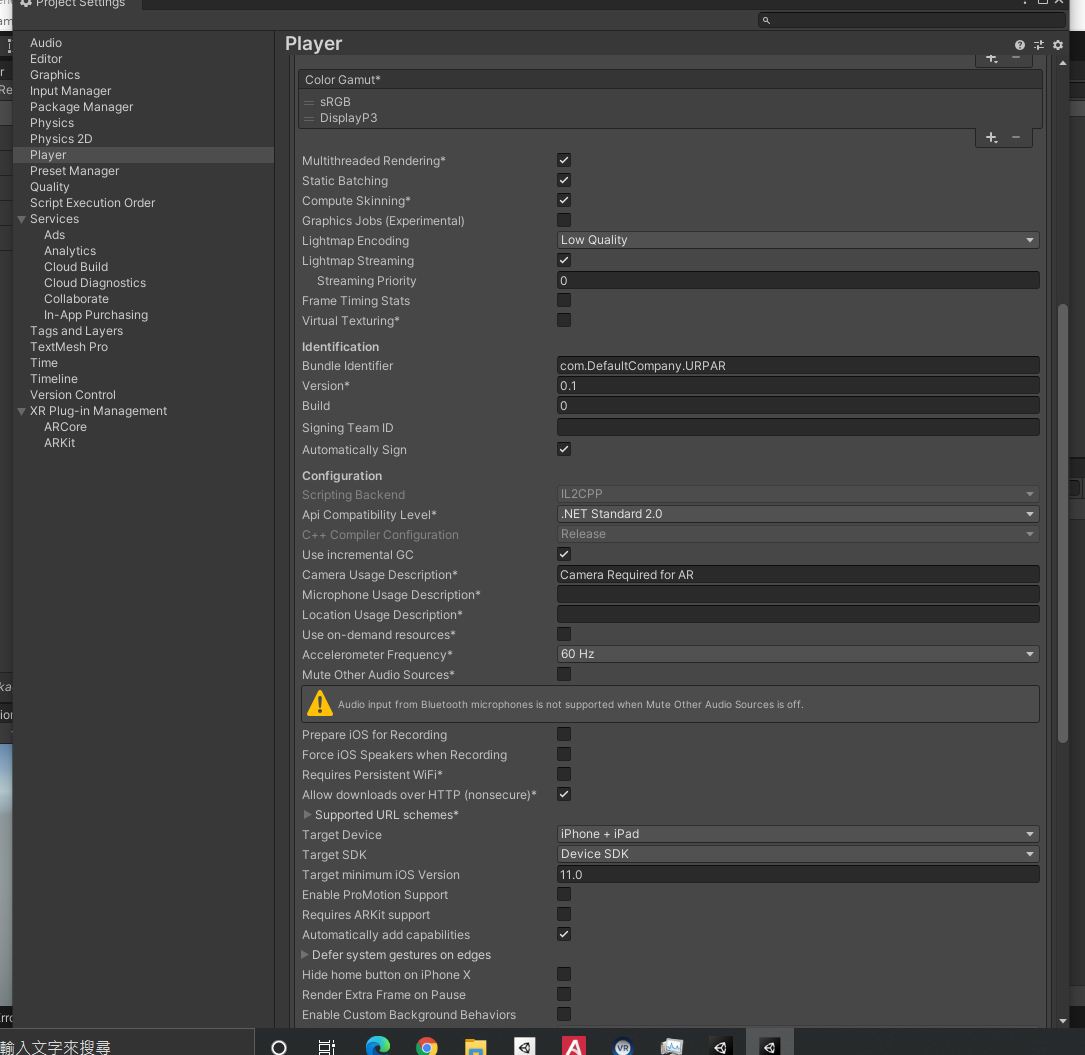 Project Settings
Audio
Editor
Graphics
Input Manager
Package Manager
Physics
Physics 2D
Player
Preset Manager
Quality
Script Execution Order
Services
Ads
Analytics
Cloud Build
Cloud Diagnostics
Collaborate
In-App Purchasing
Tags and Layers
TextMesh Pro
Time
Timeline
Version Control
XR Plug-in Management
ARCore
ARKit
Player
Color Gamut*
sRGB
DisplayP3
Multithreaded Rendering*
Static Batching
Compute Skinning*
Graphics Jobs (Experimental)
Lightmap Encoding Low Quality
Lightmap Streaming
Streaming Priority 0
Frame Timing Stats
Virtual Texturing*
Identification
Bundle Identifier com.DefaultCompany.URPAR
Version* 0.1
Build 0
Signing Team ID
Automatically Sign
Configuration
Scripting Backend IL2CPP
Api Compatibility Level* .NET Standard 2.0
C++ Compiler Configuration Release
Use incremental GC
Camera Usage Description* Camera Required for AR
Microphone Usage Description*
Location Usage Description*
Use on-demand resources*
Accelerometer Frequency* 60 Hz
Mute Other Audio Sources*
Audio input from Bluetooth microphones is not supported when Mute Other Audio Sources is off.
Prepare iOS for Recording
Force iOS Speakers when Recording
Requires Persistent WiFi*
Allow downloads over HTTP (nonsecure)*
Supported URL schemes*
Target Device iPhone + iPad
Target SDK Device SDK
Target minimum iOS Version 11.0
Enable ProMotion Support
Requires ARKit support
Automatically add capabilities
Defer system gestures on edges
Hide home button on iPhone X
Render Extra Frame on Pause
Enable Custom Background Behaviors
輸入文字來搜尋
VR